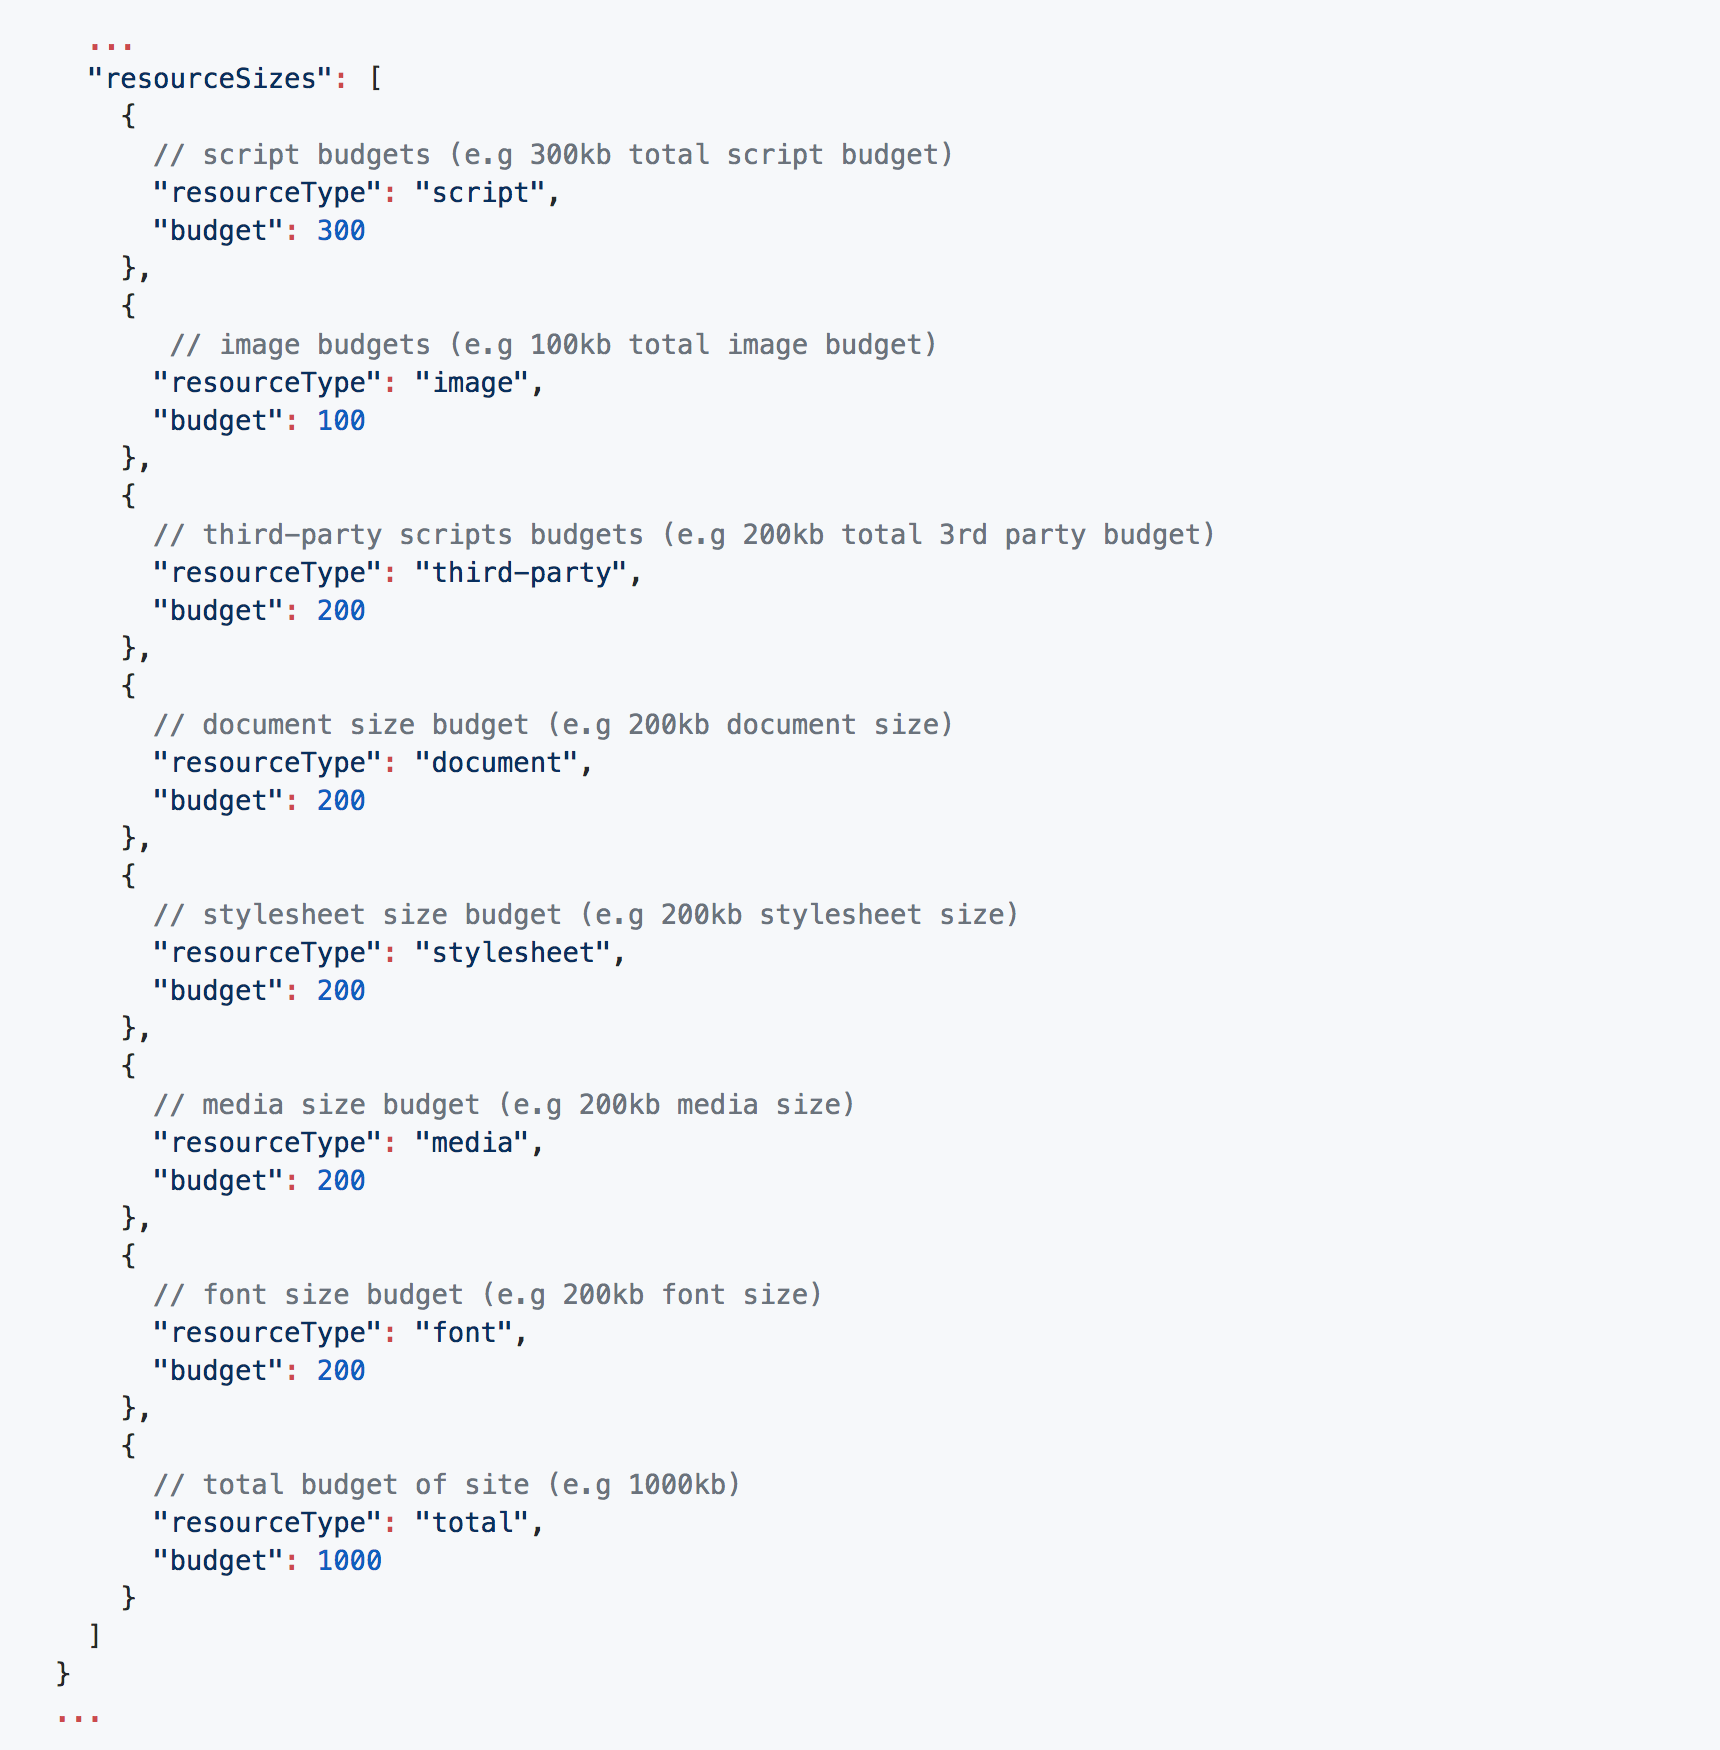 ...
"resourceSizes": [
{
// script budgets (e.g 300kb total script budget)
"resourceType": "script",
"budget": 300
},
{
// image budgets (e.g 100kb total image budget)
"resourceType": "image",
"budget": 100
},
{
// third-party scripts budgets (e.g 200kb total 3rd party budget)
"resourceType": "third-party",
"budget": 200
},
{
// document size budget (e.g 200kb document size)
"resourceType": "document",
"budget": 200
},
{
// stylesheet size budget (e.g 200kb stylesheet size)
"resourceType": "stylesheet",
"budget": 200
},
{
// media size budget (e.g 200kb media size)
"resourceType": "media",
"budget": 200
},
{
// font size budget (e.g 200kb font size)
"resourceType": "font",
"budget": 200
},
{
// total budget of site (e.g 1000kb)
"resourceType": "total",
"budget": 1000
}
]
}
...